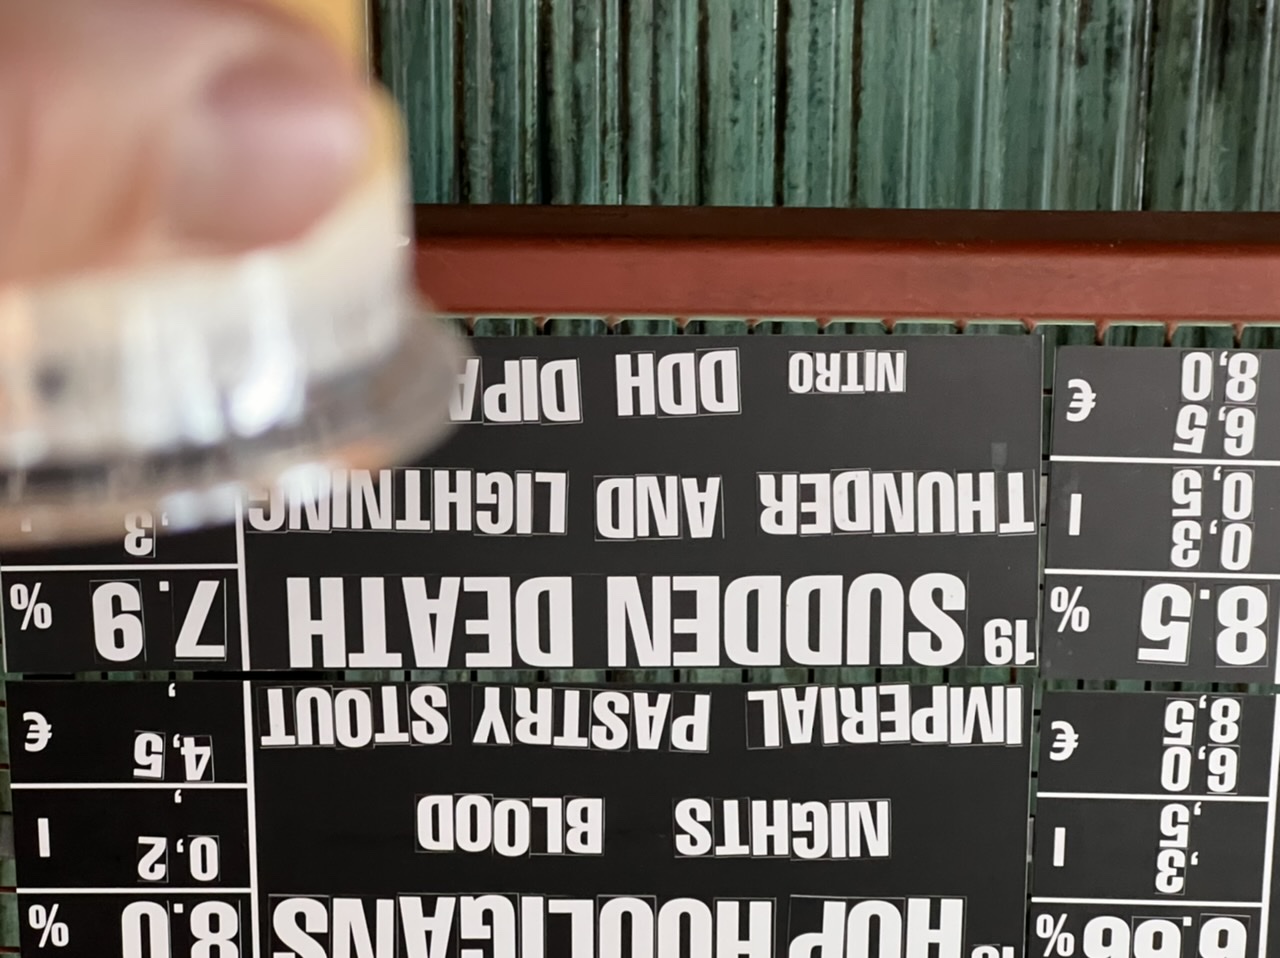 6.66 %
,3
,5 l
6,0
8,5 €
HOP HOOLIGANS
NIGHTS BLOOD
IMPERIAL PASTRY STOUT
8.0 %
0,2 l
4,5 €
8.5 %
0,3
0,5 l
6,5
8,0 €
19 SUDDEN DEATH
THUNDER AND LIGHTNING
NITRO DDH DIPA
7.9 %
,3